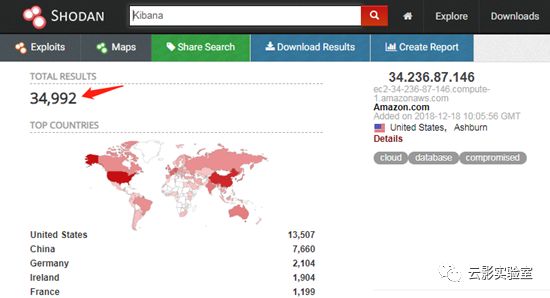 SHODAN
Kibana
Explore
Downloads
Exploits
Maps
Share Search
Download Results
Create Report
TOTAL RESULTS
34,992
TOP COUNTRIES
United States 13,507
China 7,660
Germany 2,104
Ireland 1,904
France 1,199
34.236.87.146
ec2-34-236-87-146.compute-
1.amazonaws.com
Amazon.com
Added on 2018-12-18 10:05:56 GMT
United States, Ashburn
Details
cloud database compromised
云影实验室